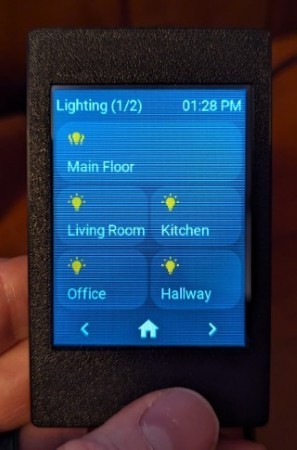 Lighting (1/2) 01:28 PM
Main Floor
Living Room Kitchen
Office Hallway